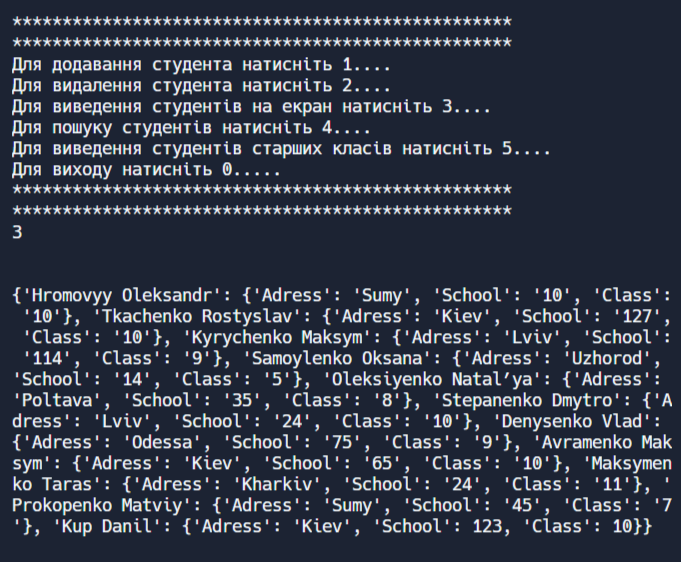 **************************************************
**************************************************
Для додавання студента натисніть 1....
Для видалення студента натисніть 2....
Для виведення студентів на екран натисніть 3....
Для пошуку студентів натисніть 4....
Для виведення студентів старших класів натисніть 5....
Для виходу натисніть 0.....
**************************************************
**************************************************
3
{'Hromovyy Oleksandr': {'Adress': 'Sumy', 'School': '10', 'Class':
'10'}, 'Tkachenko Rostyslav': {'Adress': 'Kiev', 'School': '127',
'Class': '10'}, 'Kyrychenko Maksym': {'Adress': 'Lviv', 'School':
'114', 'Class': '9'}, 'Samoylenko Oksana': {'Adress': 'Uzhorod',
'School': '14', 'Class': '5'}, 'Oleksiyenko Natalʹya': {'Adress':
'Poltava', 'School': '35', 'Class': '8'}, 'Stepanenko Dmytro': {'A
dress': 'Lviv', 'School': '24', 'Class': '10'}, 'Denysenko Vlad':
{'Adress': 'Odessa', 'School': '75', 'Class': '9'}, 'Avramenko Mak
sym': {'Adress': 'Kiev', 'School': '65', 'Class': '10'}, 'Maksymen
ko Taras': {'Adress': 'Kharkiv', 'School': '24', 'Class': '11'}, '
Prokopenko Matviy': {'Adress': 'Sumy', 'School': '45', 'Class': '7
'}, 'Kup Danil': {'Adress': 'Kiev', 'School': 123, 'Class': 10}}